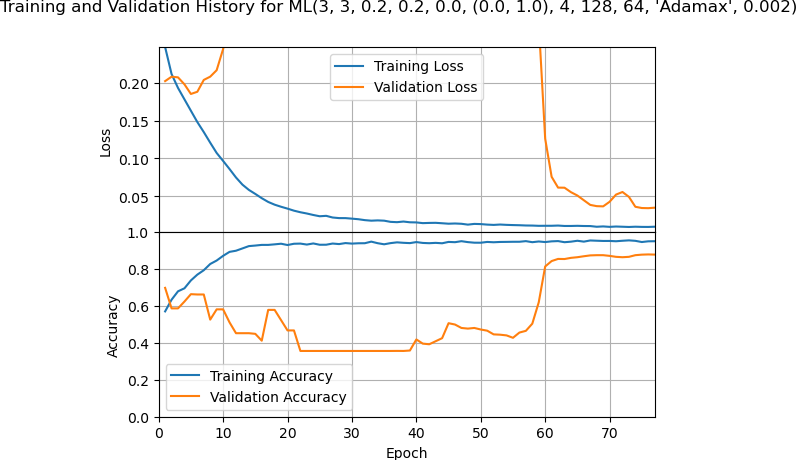 Training and Validation History for ML(3, 3, 0.2, 0.2, 0.0, (0.0, 1.0), 4, 128, 64, 'Adamax', 0.002)
Training Loss
Validation Loss
0.20
0.15
0.10
0.05
Loss
1.0
0.8
0.6
0.4
0.2
0.0
Accuracy
Training Accuracy
Validation Accuracy
0 10 20 30 40 50 60 70
Epoch